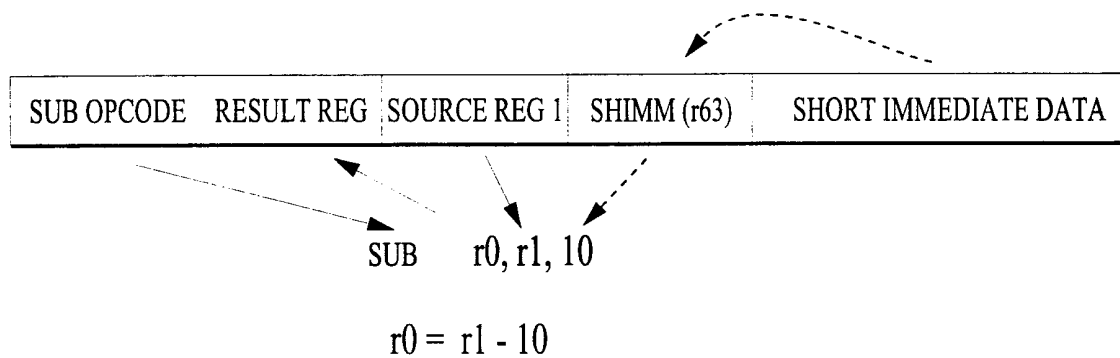 SUB OPCODE RESULT REG SOURCE REG 1 SHIMM (r63) SHORT IMMEDIATE DATA
SUB r0, r1, 10
r0 = r1 - 10